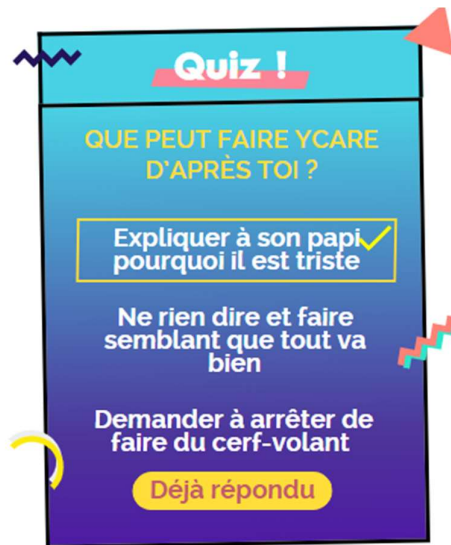 Quiz !
QUE PEUT FAIRE YCARE
D'APRÈS TOI ?
Expliquer à son papi
pourquoi il est triste
Ne rien dire et faire
semblant que tout va
bien
Demander à arrêter de
faire du cerf-volant
Déjà répondu